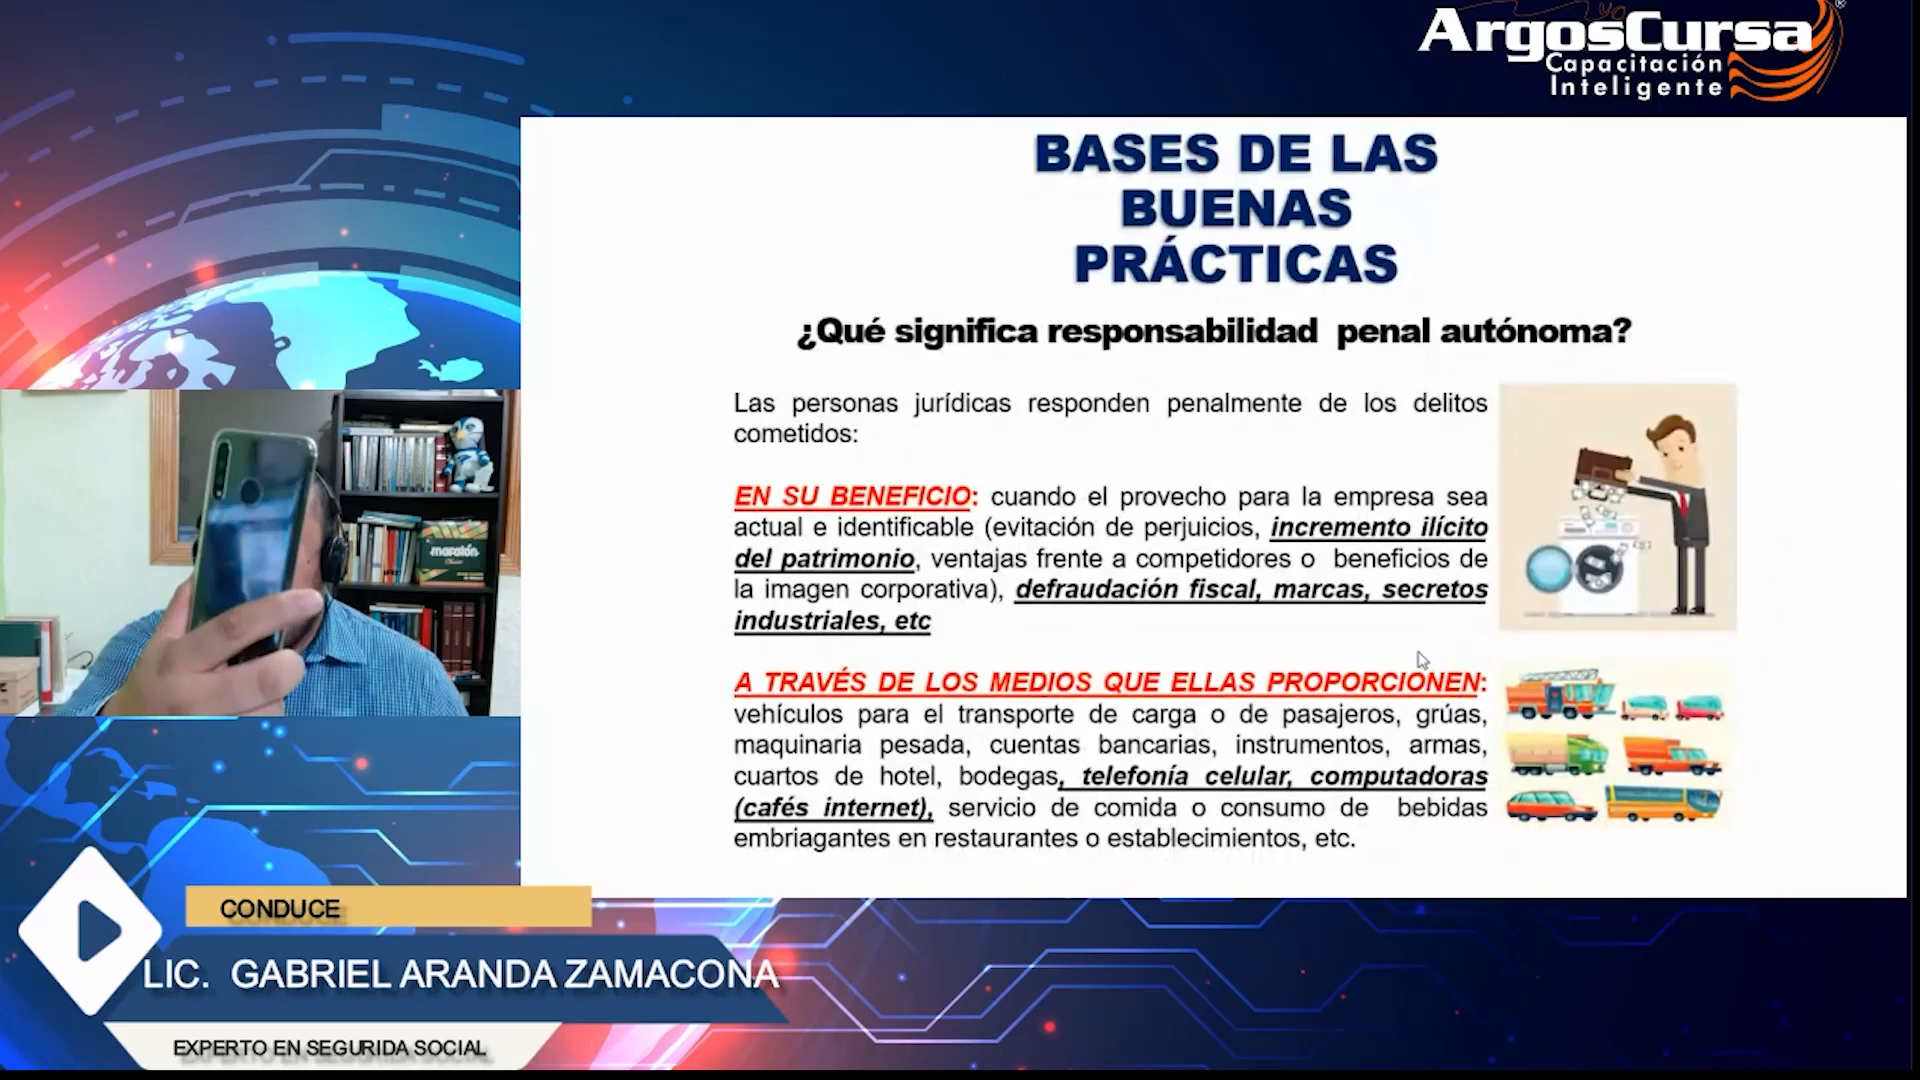 ArgosCursa
Capacitación
Inteligente
BASES DE LAS
BUENAS
PRÁCTICAS
¿Qué significa responsabilidad penal autónoma?
Las personas jurídicas responden penalmente de los delitos
cometidos:
EN SU BENEFICIO: cuando el provecho para la empresa sea
actual e identificable (evitación de perjuicios, incremento ilícito
del patrimonio, ventajas frente a competidores o beneficios de
la imagen corporativa), defraudación fiscal, marcas, secretos
industriales, etc
A TRAVÉS DE LOS MEDIOS QUE ELLAS PROPORCIONEN:
vehículos para el transporte de carga o de pasajeros, grúas,
maquinaria pesada, cuentas bancarias, instrumentos, armas,
cuartos de hotel, bodegas, telefonía celular, computadoras
(cafés internet), servicio de comida o consumo de bebidas
embriagantes en restaurantes o establecimientos, etc.
maratón
CONDUCE
LIC. GABRIEL ARANDA ZAMACONA
EXPERTO EN SEGURIDA SOCIAL